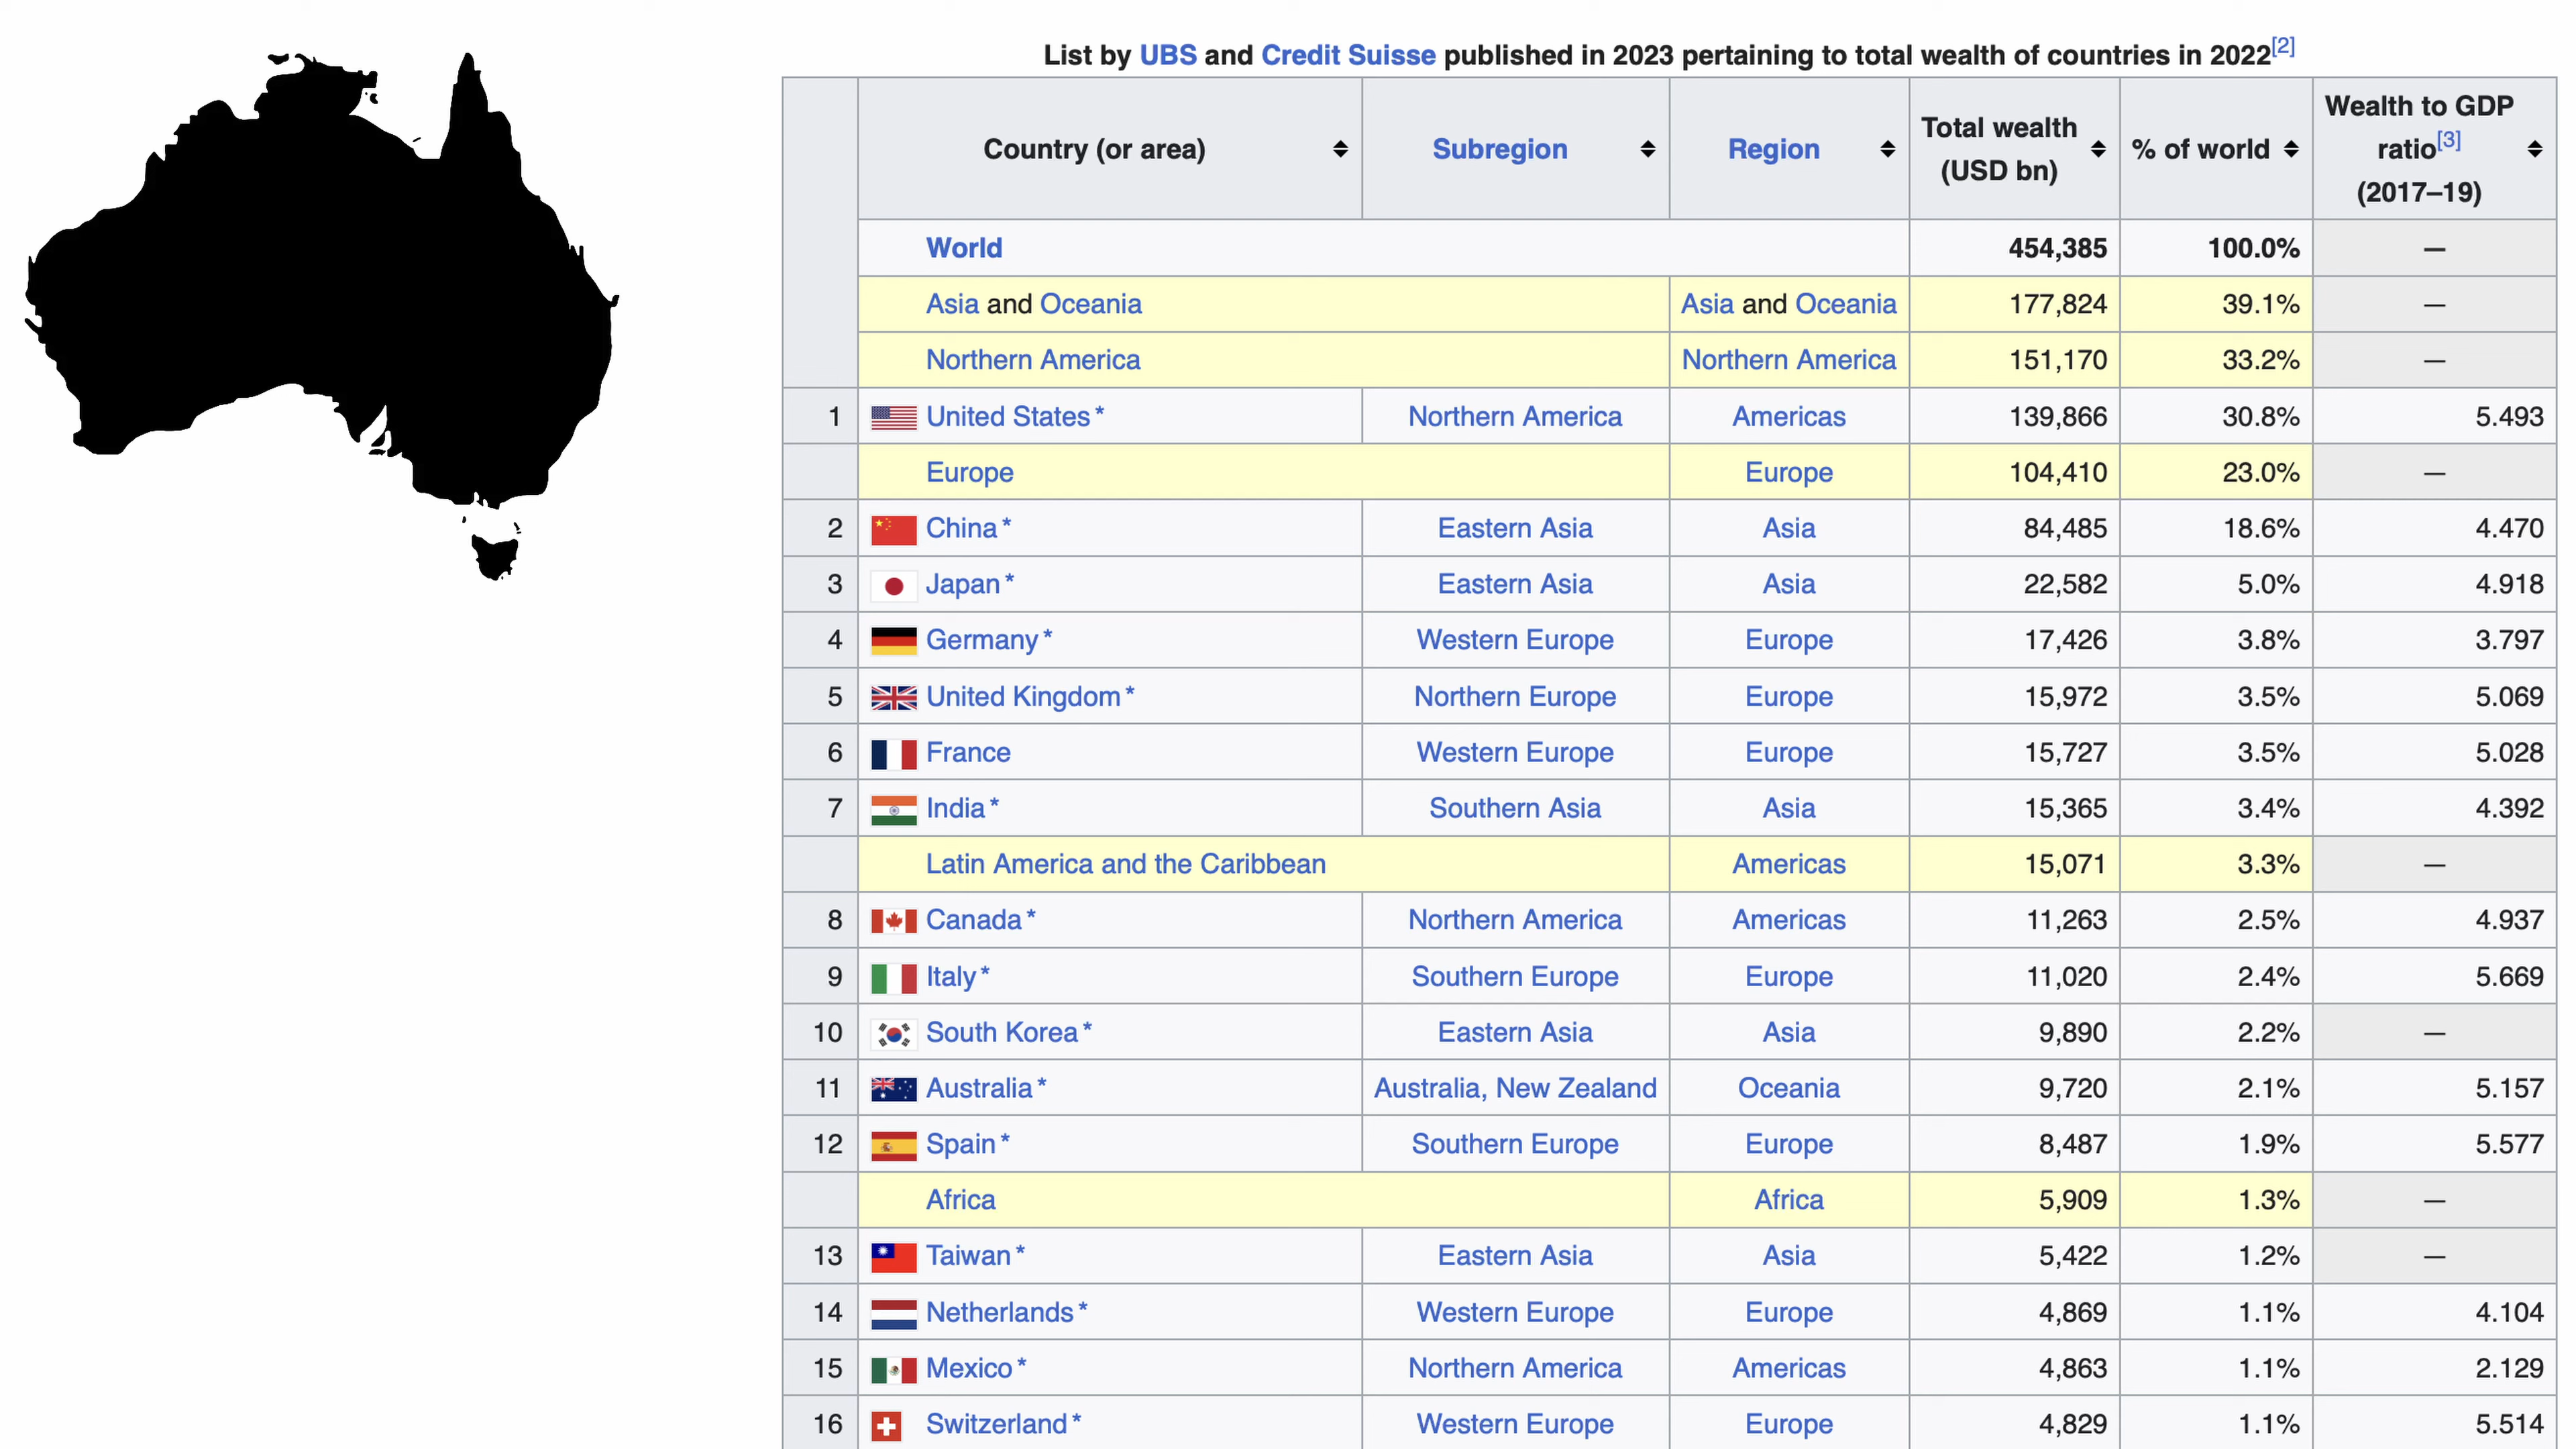 List by UBS and Credit Suisse published in 2023 pertaining to total wealth of countries in 2022[2]
Country (or area) Subregion Region Total wealth (USD bn) % of world Wealth to GDP ratio[3] (2017–19)
World 454,385 100.0% —
Asia and Oceania Asia and Oceania 177,824 39.1% —
Northern America Northern America 151,170 33.2% —
1 United States * Northern America Americas 139,866 30.8% 5.493
Europe Europe 104,410 23.0% —
2 China * Eastern Asia Asia 84,485 18.6% 4.470
3 Japan * Eastern Asia Asia 22,582 5.0% 4.918
4 Germany * Western Europe Europe 17,426 3.8% 3.797
5 United Kingdom * Northern Europe Europe 15,972 3.5% 5.069
6 France Western Europe Europe 15,727 3.5% 5.028
7 India * Southern Asia Asia 15,365 3.4% 4.392
Latin America and the Caribbean Americas 15,071 3.3% —
8 Canada * Northern America Americas 11,263 2.5% 4.937
9 Italy * Southern Europe Europe 11,020 2.4% 5.669
10 South Korea * Eastern Asia Asia 9,890 2.2% —
11 Australia * Australia, New Zealand Oceania 9,720 2.1% 5.157
12 Spain * Southern Europe Europe 8,487 1.9% 5.577
Africa Africa 5,909 1.3% —
13 Taiwan * Eastern Asia Asia 5,422 1.2% —
14 Netherlands * Western Europe Europe 4,869 1.1% 4.104
15 Mexico * Northern America Americas 4,863 1.1% 2.129
16 Switzerland * Western Europe Europe 4,829 1.1% 5.514